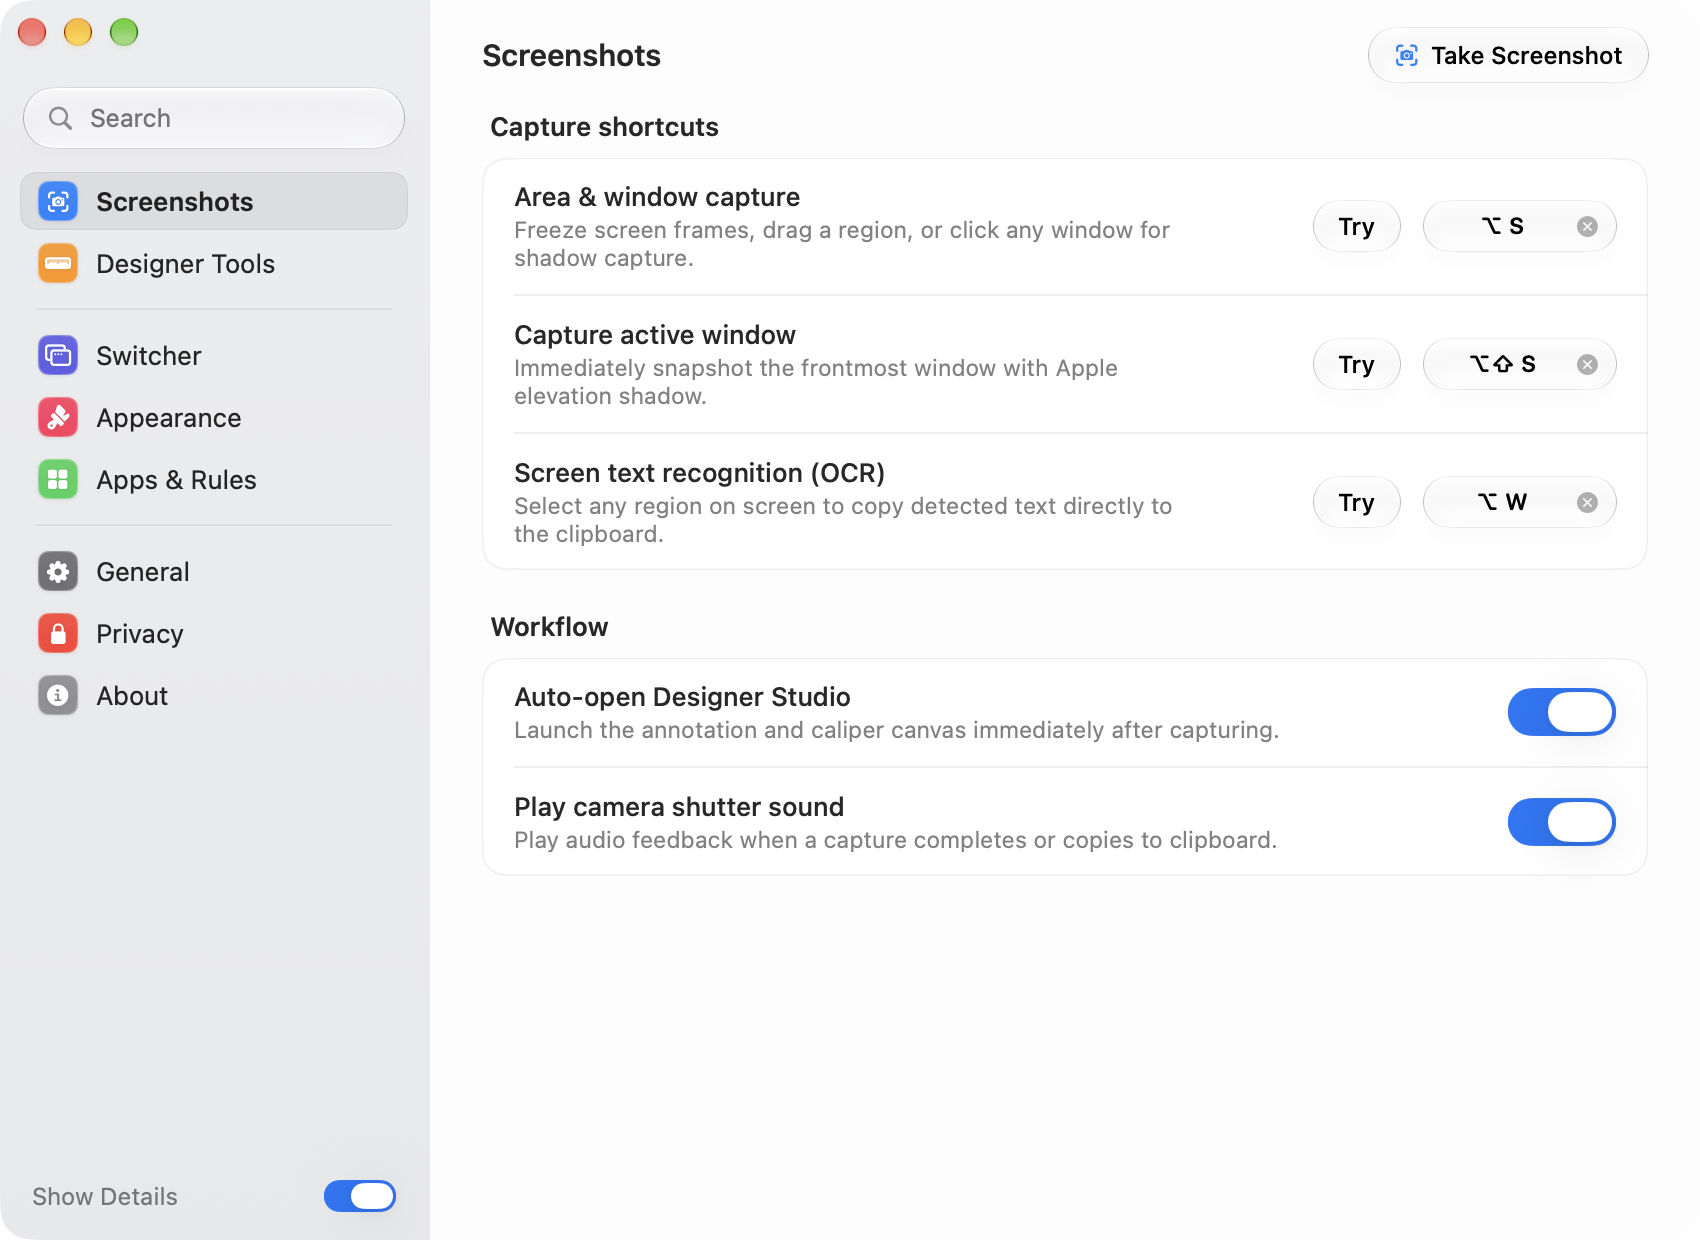 Search
Screenshots
Designer Tools
Switcher
Appearance
Apps & Rules
General
Privacy
About
Show Details
Screenshots
Take Screenshot
Capture shortcuts
Area & window capture
Freeze screen frames, drag a region, or click any window for
shadow capture.
Try
⌥ S
Capture active window
Immediately snapshot the frontmost window with Apple
elevation shadow.
Try
⌥⇧ S
Screen text recognition (OCR)
Select any region on screen to copy detected text directly to
the clipboard.
Try
⌥ W
Workflow
Auto-open Designer Studio
Launch the annotation and caliper canvas immediately after capturing.
Play camera shutter sound
Play audio feedback when a capture completes or copies to clipboard.